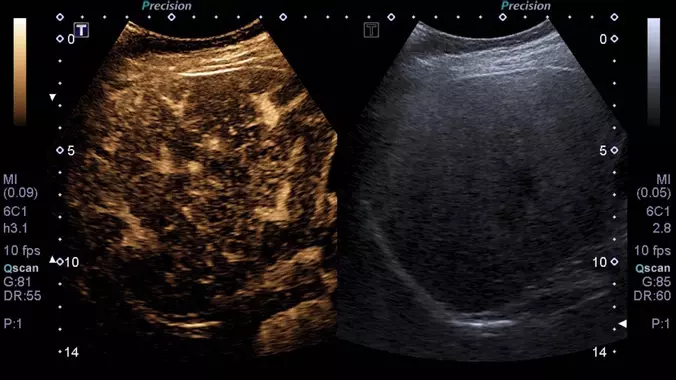 Precision
Precision
T
T
0
0
5
5
MI
(0.09)
6C1
h3.1
10 fps
Qscan
G:81
DR:55
P:1
10
10
MI
(0.05)
6C1
2.8
10 fps
Qscan
G:85
DR:60
P:1
14
14